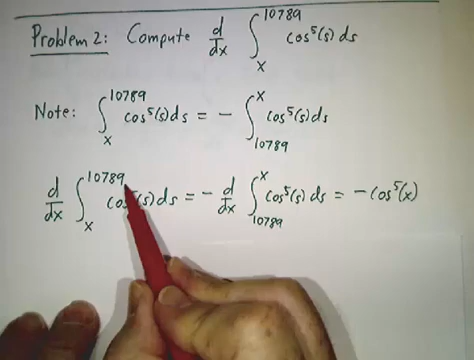 Problem 2: Compute d/dx ∫_x^10789 cos⁵(s) ds
Note: ∫_x^10789 cos⁵(s) ds = - ∫_10789^x cos⁵(s) ds
d/dx ∫_x^10789 cos⁵(s) ds = - d/dx ∫_10789^x cos⁵(s) ds = - cos⁵(x)